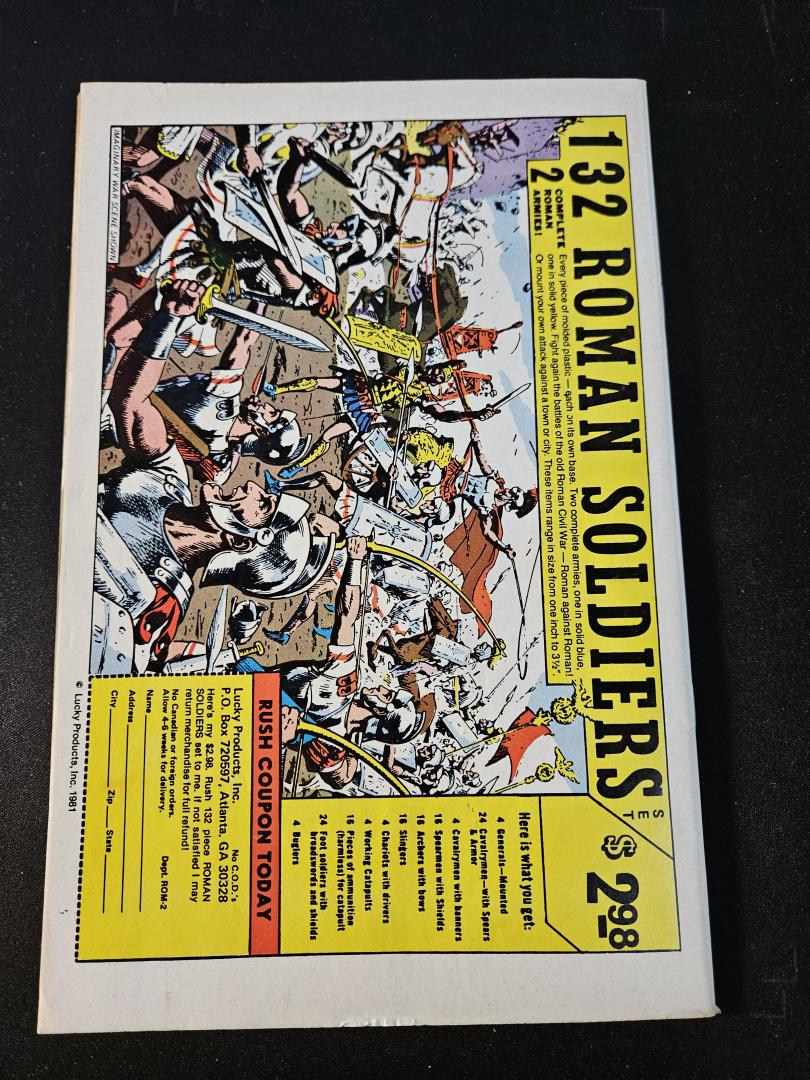 132 ROMAN SOLDIERS
SET
$2.98
2 COMPLETE
ROMAN
ARMIES!
Every piece of molded plastic — each on its own base. Two complete armies, one in solid blue,
one in solid yellow. Fight again the battles of the old Roman Civil War — Roman against Roman!
Or mount your own attack against a town or city. These items range in size from one inch to 3½".
IMAGINARY WAR SCENE SHOWN
Here is what you get:
4 Generals—Mounted
24 Cavalrymen—with Spears
& Armor
4 Cavalrymen with banners
16 Spearmen with Shields
16 Archers with bows
16 Slingers
4 Chariots with drivers
4 Working Catapults
16 Pieces of ammunition
(harmless) for catapult
24 Foot soldiers with
broadswords and shields
4 Buglers
RUSH COUPON TODAY
Lucky Products, Inc. No C.O.D.'s
P.O. Box 720597, Atlanta, GA 30328
Here's my $2.98. Rush 132 piece ROMAN
SOLDIERS set to me. If not satisfied I may
return merchandise for full refund!
No Canadian or foreign orders.
Allow 4-6 weeks for delivery. Dept. ROM-2
Name
Address
City Zip State
© Lucky Products, Inc. 1981